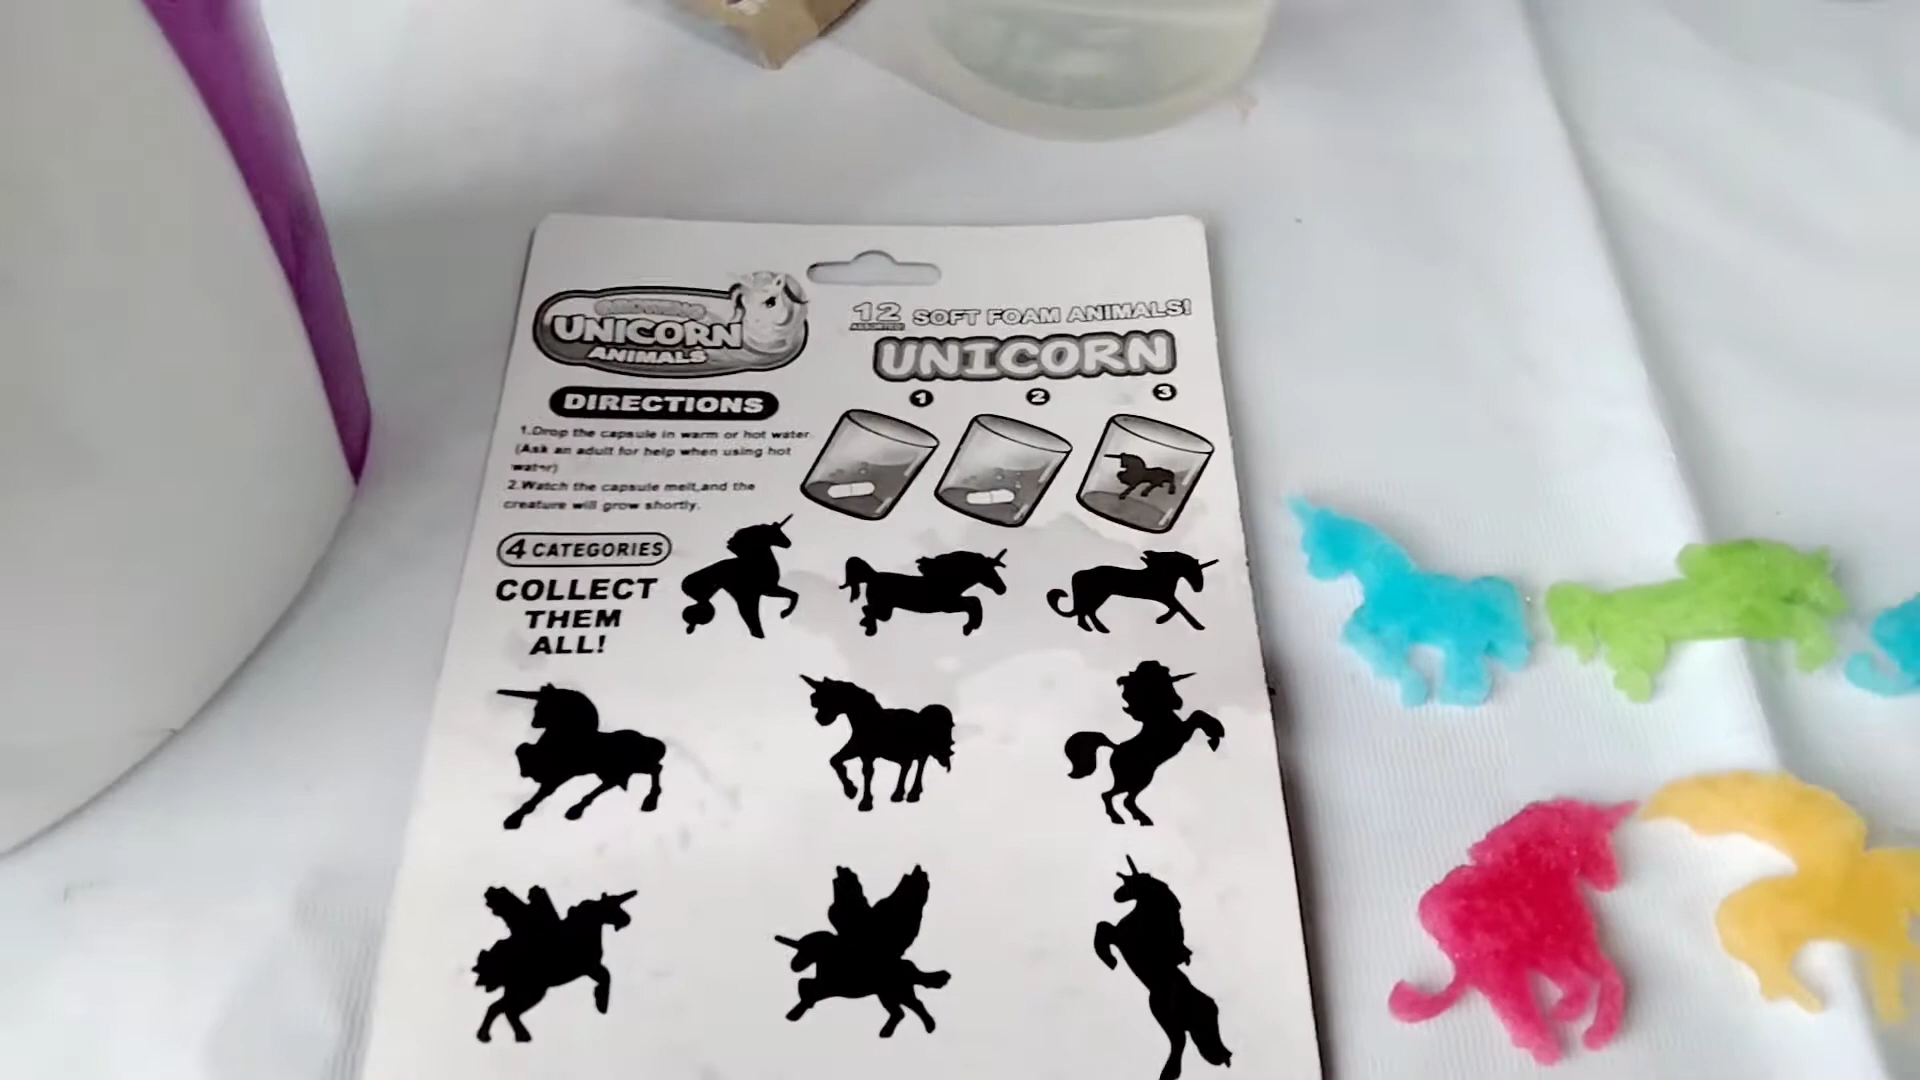 GROWING
UNICORN
ANIMALS
12 SOFT FOAM ANIMALS!
ASSORTED
UNICORN
DIRECTIONS
1 2 3
1.Drop the capsule in warm or hot water
(Ask an adult for help when using hot
water)
2.Watch the capsule melt,and the
creature will grow shortly.
4 CATEGORIES
COLLECT
THEM
ALL!